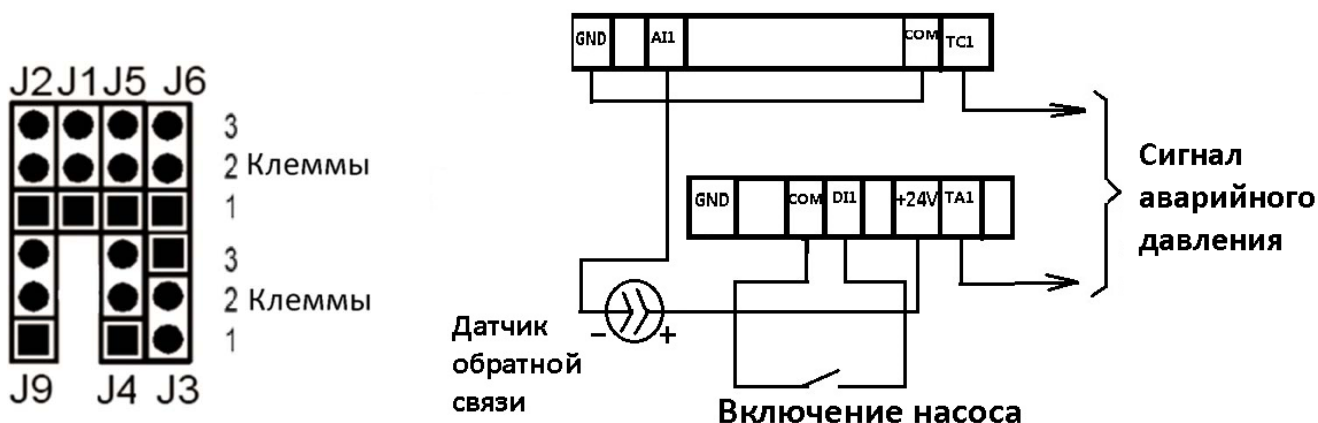 J2 J1 J5 J6
3
2 Клеммы
1
3
2 Клеммы
1
J9 J4 J3
GND AI1 COM TC1
GND COM DI1 +24V TA1
Сигнал
аварийного
давления
– +
Датчик
обратной
связи
Включение насоса